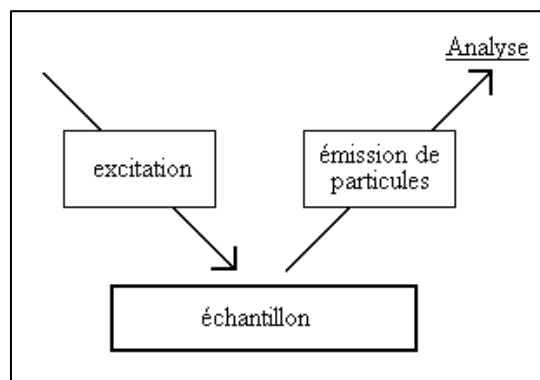 Analyse
excitation
émission de
particules
échantillon